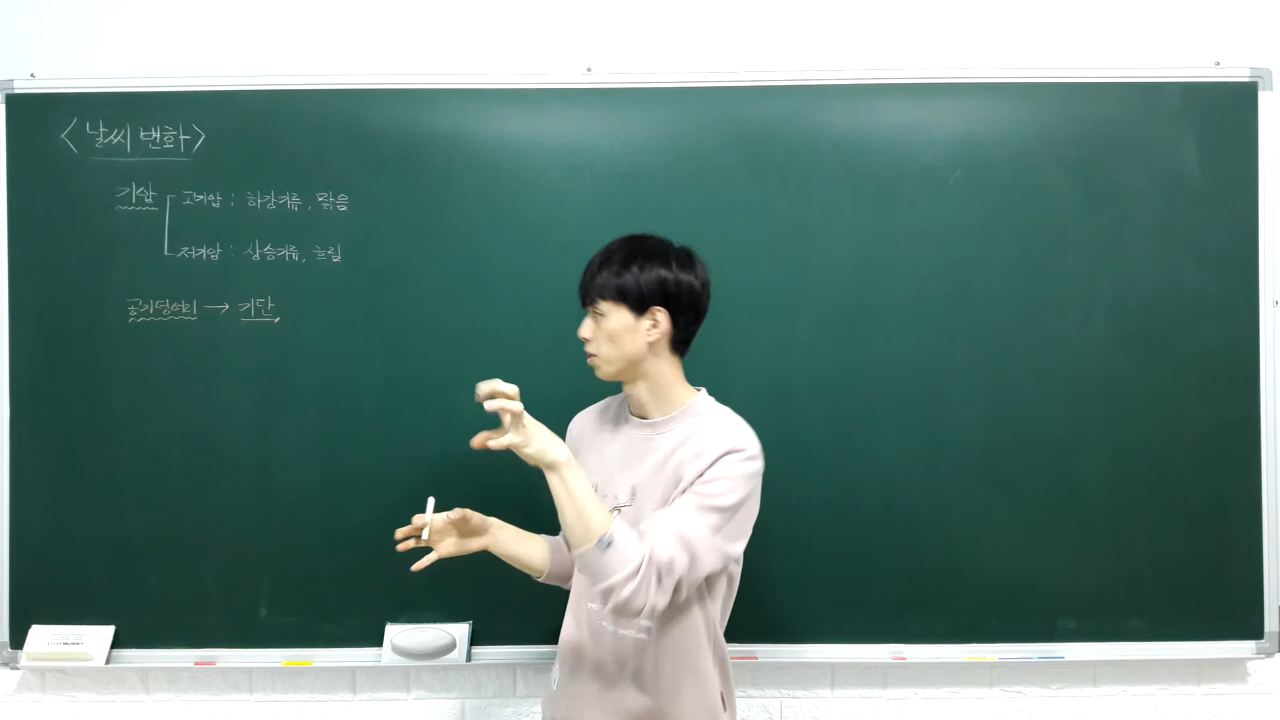 <날씨 변화>
기압
고기압 : 하강기류, 맑음
저기압 : 상승기류, 흐림
공기덩어리 → 기단